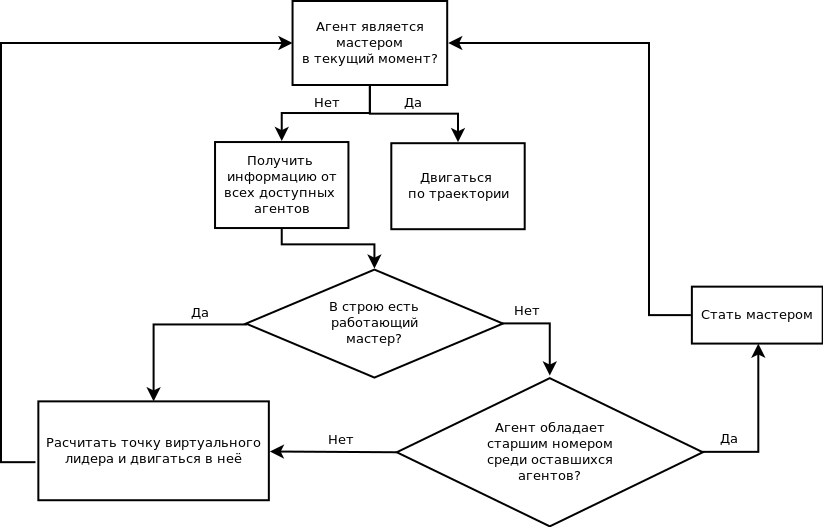 Агент является
мастером
в текущий момент?
Нет
Да
Получить
информацию от
всех доступных
агентов
Двигаться
по траектории
В строю есть
работающий
мастер?
Да
Нет
Стать мастером
Расчитать точку виртуального
лидера и двигаться в неё
Нет
Агент обладает
старшим номером
среди оставшихся
агентов?
Да